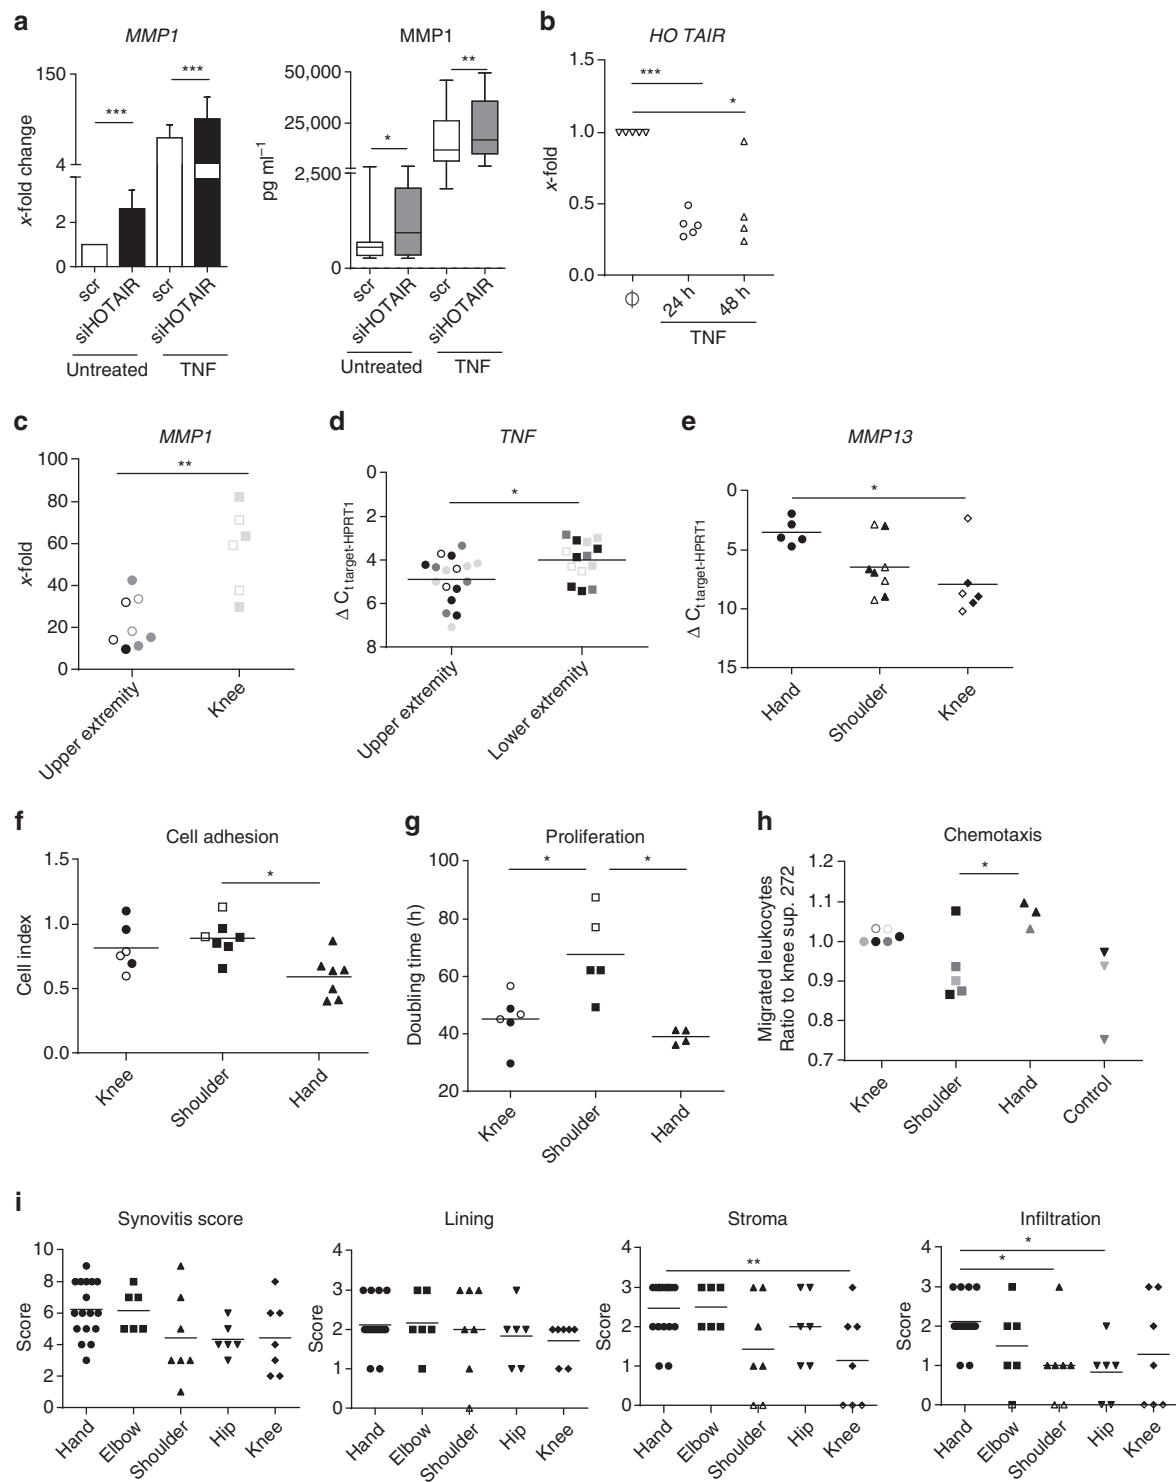 a
MMP1
x-fold change
150
4
2
0
***
***
scr
siHOTAIR
scr
siHOTAIR
Untreated
TNF
MMP1
pg ml⁻¹
50,000
25,000
2,500
0
*
**
scr
siHOTAIR
scr
siHOTAIR
Untreated
TNF
b
HO TAIR
x-fold
1.5
1.0
0.5
0.0
***
*
24 h
48 h
TNF
c
MMP1
x-fold
100
80
60
40
20
0
**
Upper extremity
Knee
d
TNF
Δ Ct target-HPRT1
0
2
4
6
8
*
Upper extremity
Lower extremity
e
MMP13
Δ Ct target-HPRT1
0
5
10
15
*
Hand
Shoulder
Knee
f
Cell adhesion
Cell index
1.5
1.0
0.5
0.0
*
Knee
Shoulder
Hand
g
Proliferation
Doubling time (h)
100
80
60
40
20
*
*
Knee
Shoulder
Hand
h
Chemotaxis
Migrated leukocytes
Ratio to knee sup. 272
1.2
1.1
1.0
0.9
0.8
0.7
*
Knee
Shoulder
Hand
Control
i
Synovitis score
Score
10
8
6
4
2
0
Hand
Elbow
Shoulder
Hip
Knee
Lining
Score
4
3
2
1
0
Hand
Elbow
Shoulder
Hip
Knee
Stroma
Score
4
3
2
1
0
**
Hand
Elbow
Shoulder
Hip
Knee
Infiltration
Score
4
3
2
1
0
*
*
Hand
Elbow
Shoulder
Hip
Knee